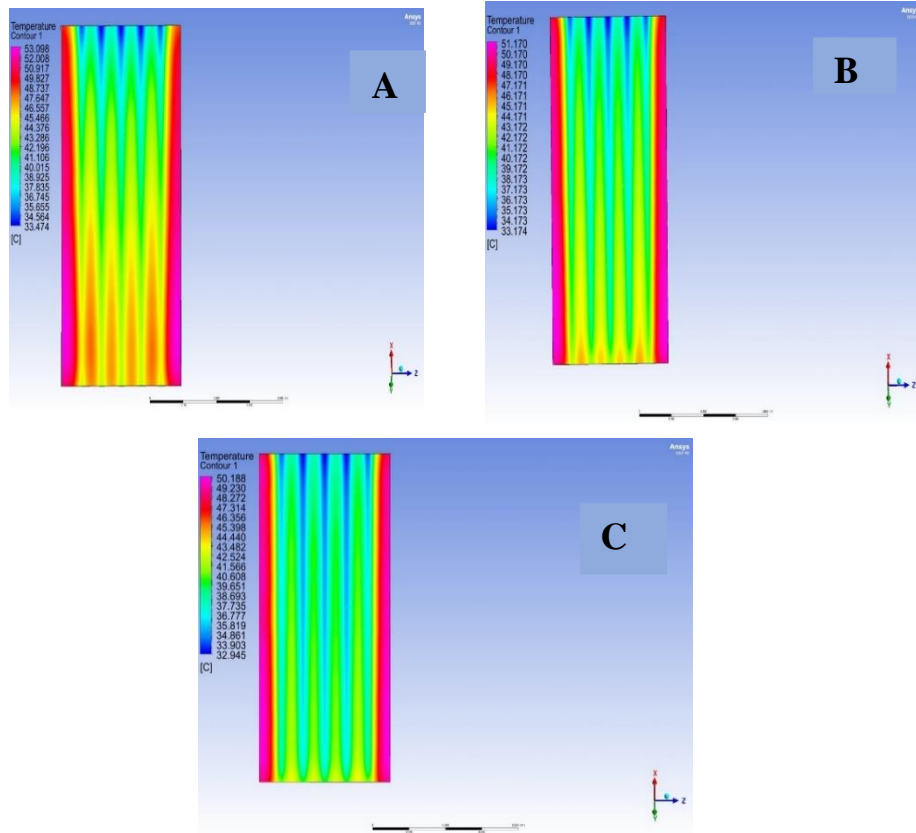 Ansys
A
Temperature
Contour 1
53.098
52.008
50.917
49.827
48.737
47.647
46.557
45.466
44.376
43.286
42.196
41.106
40.015
38.925
37.835
36.745
35.655
34.564
33.474
[C]
X
Z
Y
Ansys
B
Temperature
Contour 1
51.170
50.170
49.170
48.170
47.171
46.171
45.171
44.171
43.172
42.172
41.172
40.172
39.172
38.173
37.173
36.173
35.173
34.173
33.174
[C]
X
Z
Y
Ansys
C
Temperature
Contour 1
50.188
49.230
48.272
47.314
46.356
45.398
44.440
43.482
42.524
41.566
40.608
39.651
38.693
37.735
36.777
35.819
34.861
33.903
32.945
[C]
X
Z
Y